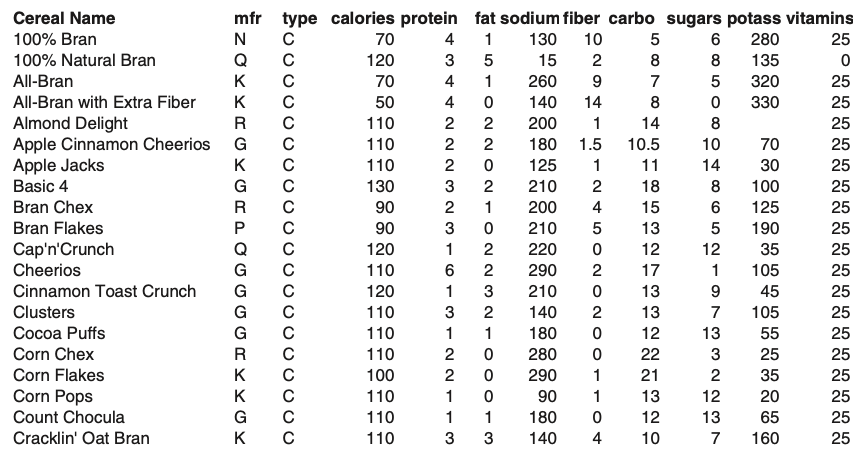 Cereal Name mfr type calories protein fat sodium fiber carbo sugars potass vitamins
100% Bran N C 70 4 1 130 10 5 6 280 25
100% Natural Bran Q C 120 3 5 15 2 8 8 135 0
All-Bran K C 70 4 1 260 9 7 5 320 25
All-Bran with Extra Fiber K C 50 4 0 140 14 8 0 330 25
Almond Delight R C 110 2 2 200 1 14 8 25
Apple Cinnamon Cheerios G C 110 2 2 180 1.5 10.5 10 70 25
Apple Jacks K C 110 2 0 125 1 11 14 30 25
Basic 4 G C 130 3 2 210 2 18 8 100 25
Bran Chex R C 90 2 1 200 4 15 6 125 25
Bran Flakes P C 90 3 0 210 5 13 5 190 25
Cap'n'Crunch Q C 120 1 2 220 0 12 12 35 25
Cheerios G C 110 6 2 290 2 17 1 105 25
Cinnamon Toast Crunch G C 120 1 3 210 0 13 9 45 25
Clusters G C 110 3 2 140 2 13 7 105 25
Cocoa Puffs G C 110 1 1 180 0 12 13 55 25
Corn Chex R C 110 2 0 280 0 22 3 25 25
Corn Flakes K C 100 2 0 290 1 21 2 35 25
Corn Pops K C 110 1 0 90 1 13 12 20 25
Count Chocula G C 110 1 1 180 0 12 13 65 25
Cracklin' Oat Bran K C 110 3 3 140 4 10 7 160 25